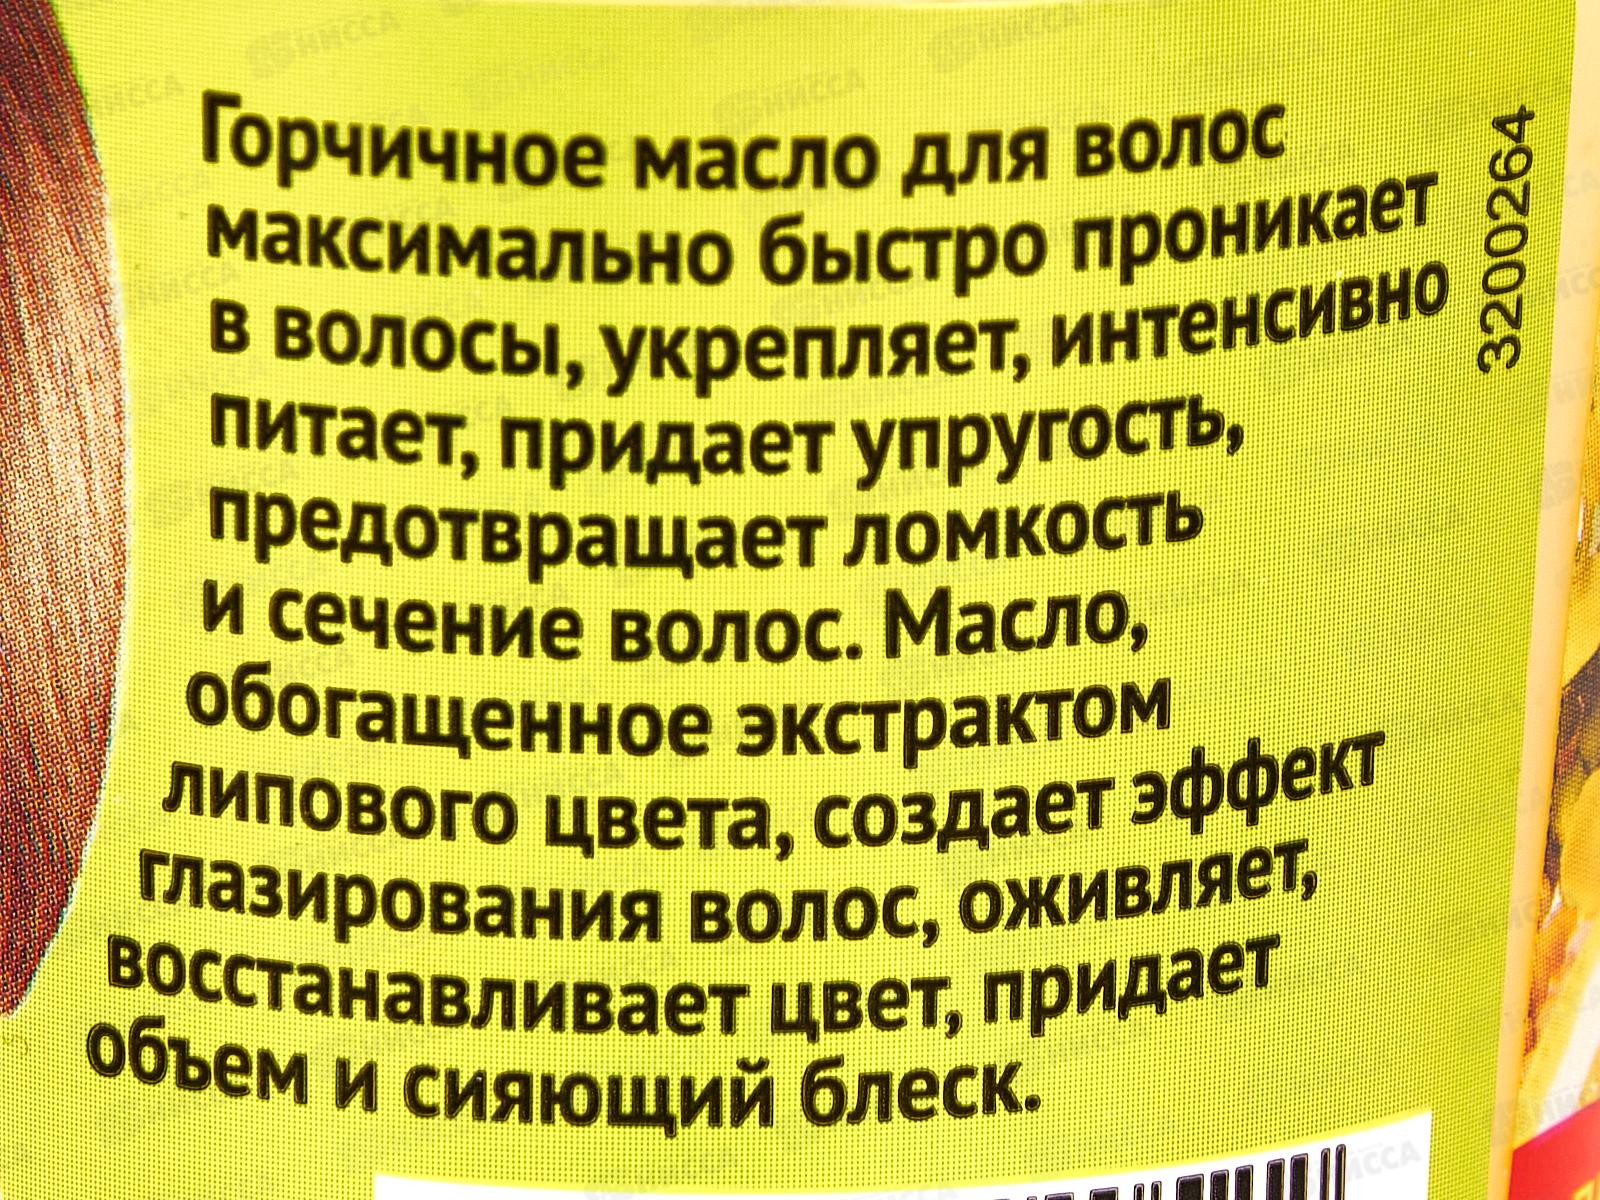 Горчичное масло для волос
максимально быстро проникает
в волосы, укрепляет, интенсивно
питает, придает упругость,
предотвращает ломкость
и сечение волос. Масло,
обогащенное экстрактом
липового цвета, создает эффект
глазирования волос, оживляет,
восстанавливает цвет, придает
объем и сияющий блеск.
3200264